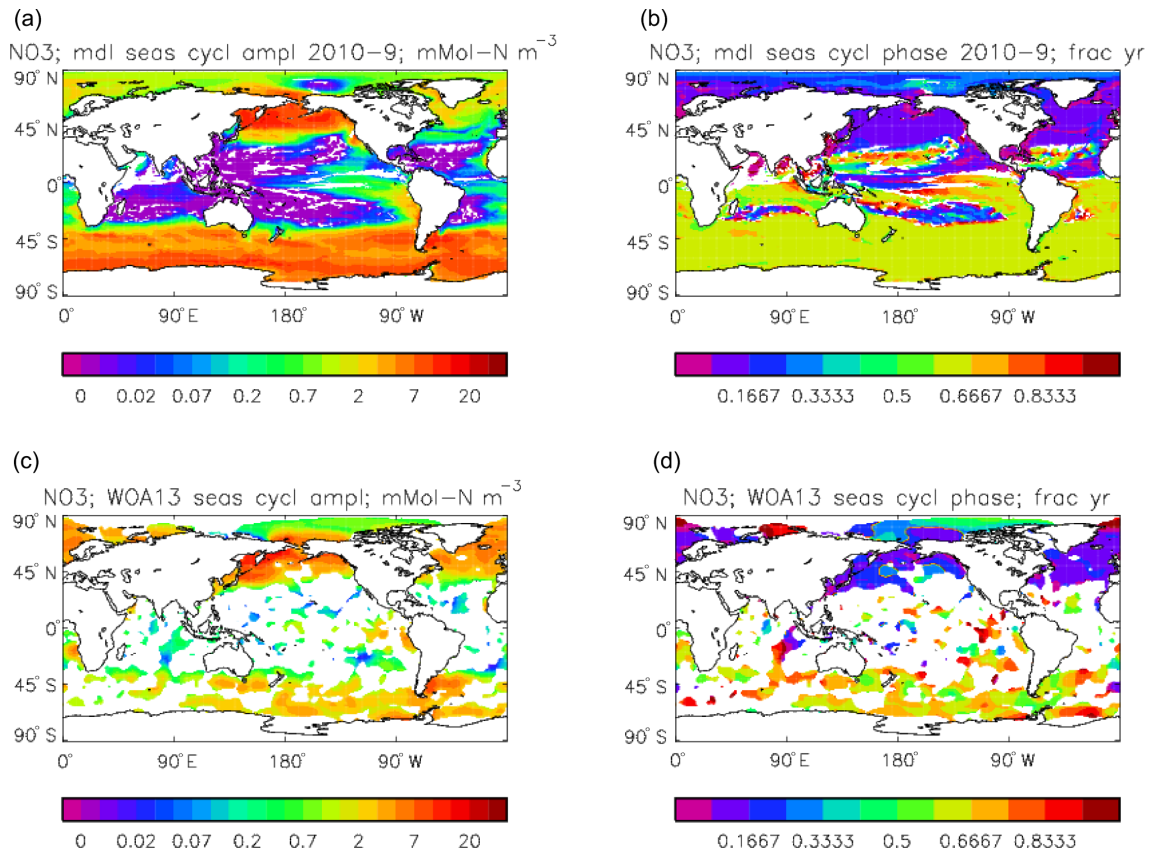 (a)
NO3; mdl seas cycl ampl 2010-9; mMol-N m⁻³
90° N
45° N
0°
45° S
90° S
0° 90° E 180° 90° W
0 0.02 0.07 0.2 0.7 2 7 20
(b)
NO3; mdl seas cycl phase 2010-9; frac yr
90° N
45° N
0°
45° S
90° S
0° 90° E 180° 90° W
0.1667 0.3333 0.5 0.6667 0.8333
(c)
NO3; WOA13 seas cycl ampl; mMol-N m⁻³
90° N
45° N
0°
45° S
90° S
0° 90° E 180° 90° W
0 0.02 0.07 0.2 0.7 2 7 20
(d)
NO3; WOA13 seas cycl phase; frac yr
90° N
45° N
0°
45° S
90° S
0° 90° E 180° 90° W
0.1667 0.3333 0.5 0.6667 0.8333